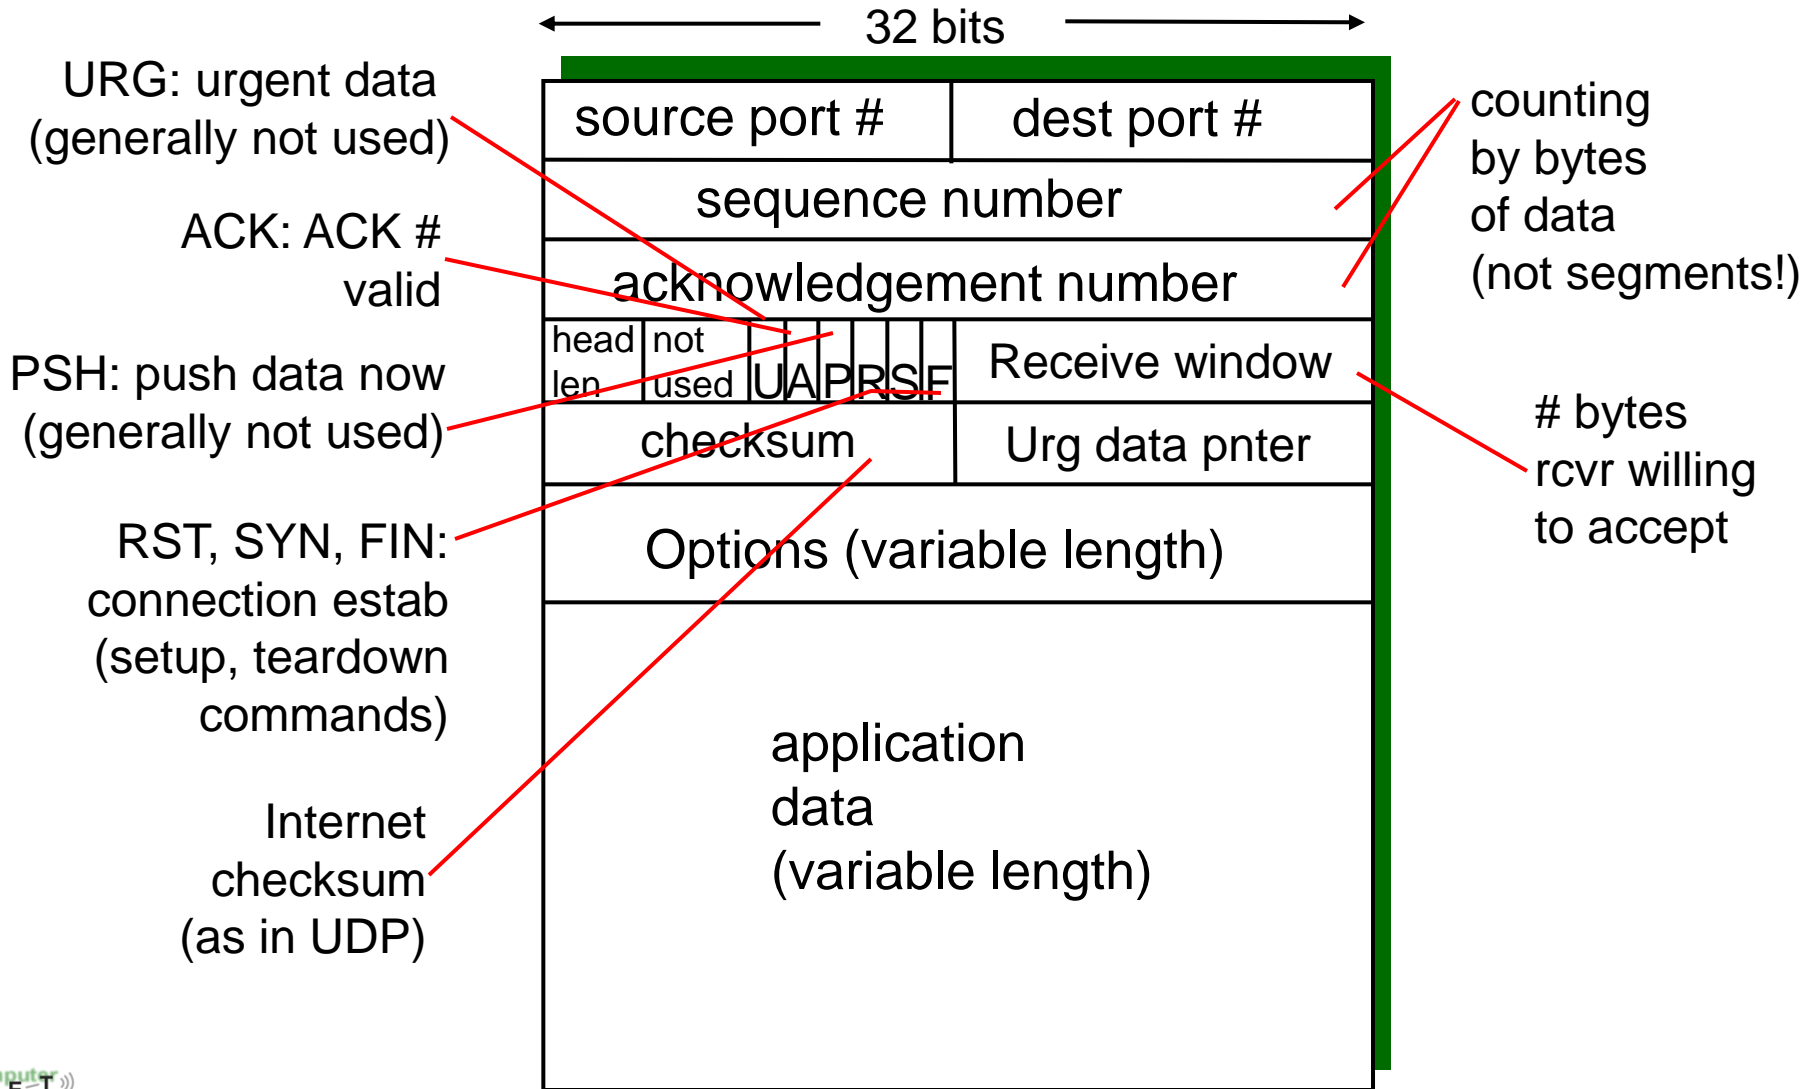 32 bits
URG: urgent data
(generally not used)
ACK: ACK #
valid
PSH: push data now
(generally not used)
RST, SYN, FIN:
connection estab
(setup, teardown
commands)
Internet
checksum
(as in UDP)
source port #
dest port #
sequence number
acknowledgement number
head
len
not
used
U
A
P
R
S
F
Receive window
checksum
Urg data pnter
Options (variable length)
application
data
(variable length)
counting
by bytes
of data
(not segments!)
# bytes
rcvr willing
to accept